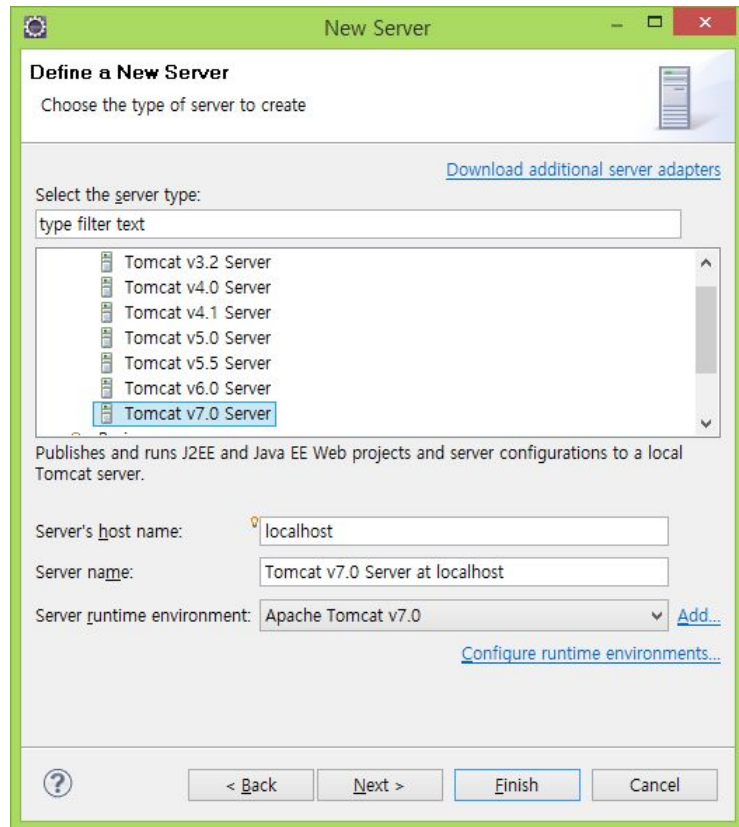 New Server
Define a New Server
Choose the type of server to create
Download additional server adapters
Select the server type:
type filter text
Tomcat v3.2 Server
Tomcat v4.0 Server
Tomcat v4.1 Server
Tomcat v5.0 Server
Tomcat v5.5 Server
Tomcat v6.0 Server
Tomcat v7.0 Server
Publishes and runs J2EE and Java EE Web projects and server configurations to a local
Tomcat server.
Server's host name:
localhost
Server name:
Tomcat v7.0 Server at localhost
Server runtime environment:
Apache Tomcat v7.0
Add...
Configure runtime environments...
?
< Back
Next >
Finish
Cancel